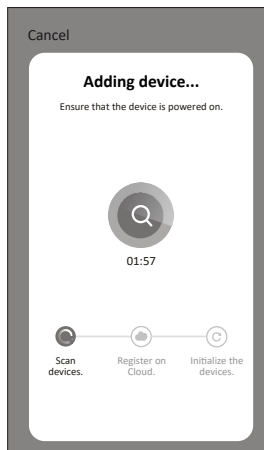 Cancel
Adding device...
Ensure that the device is powered on.
01:57
Scan
devices.
Register on
Cloud.
Initialize the
devices.